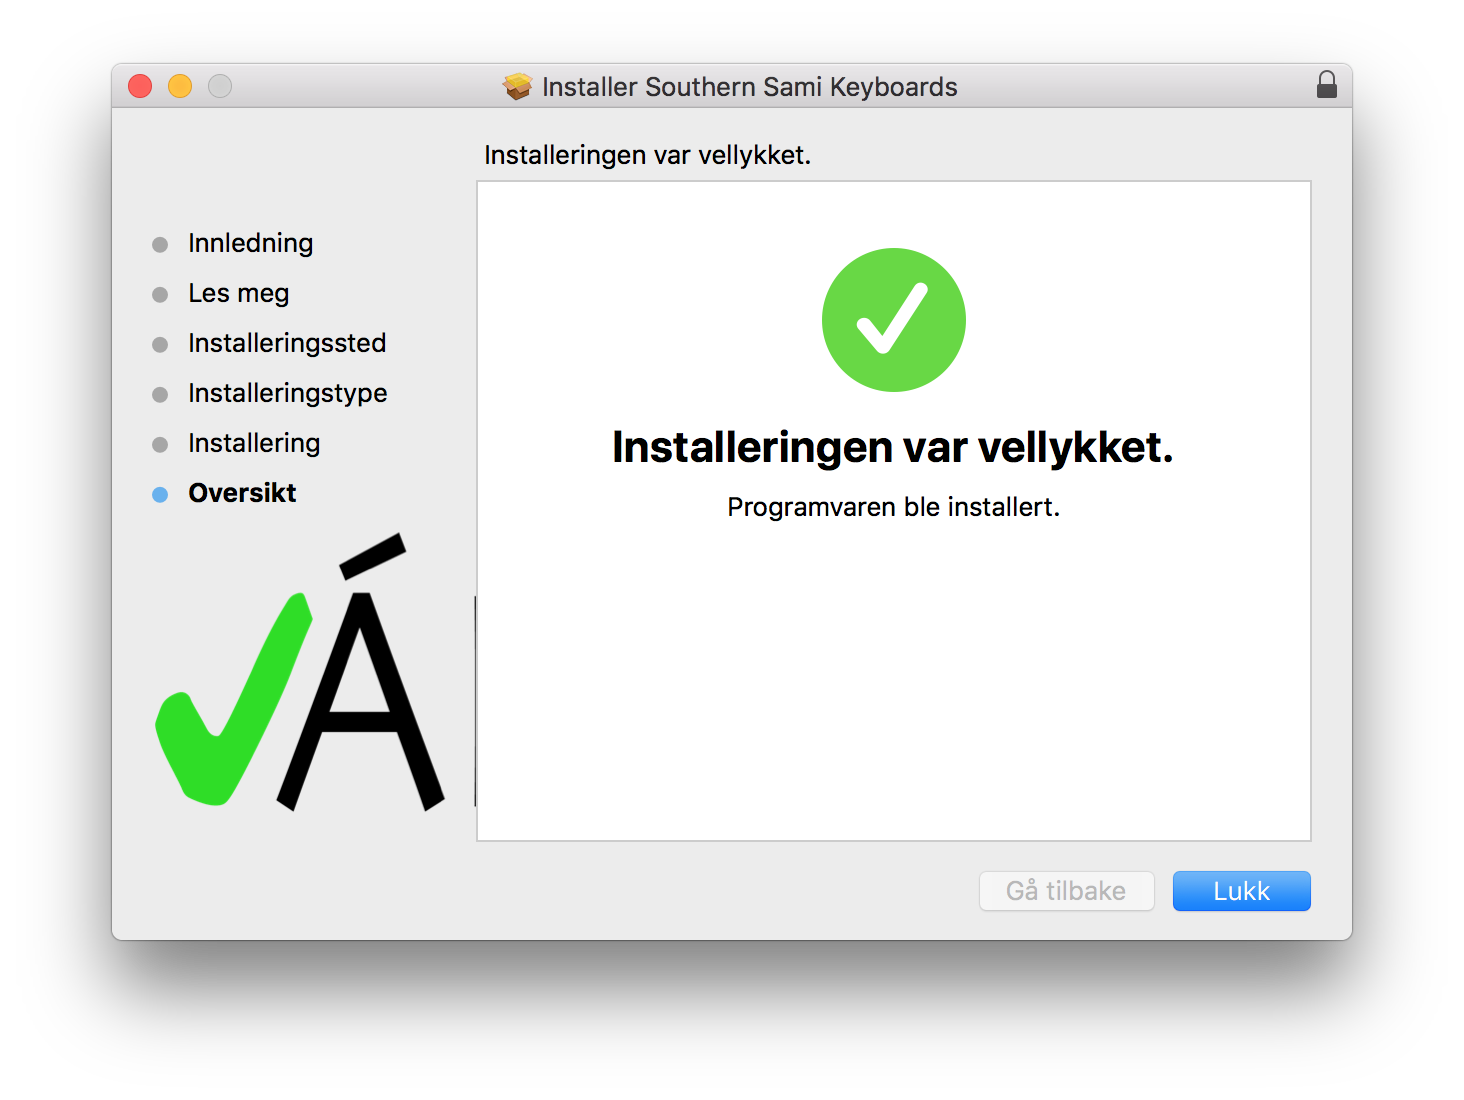 Installer Southern Sami Keyboards
Installeringen var vellykket.
Innledning
Les meg
Installeringssted
Installeringstype
Installering
Oversikt
Á
Installeringen var vellykket.
Programvaren ble installert.
Gå tilbake
Lukk